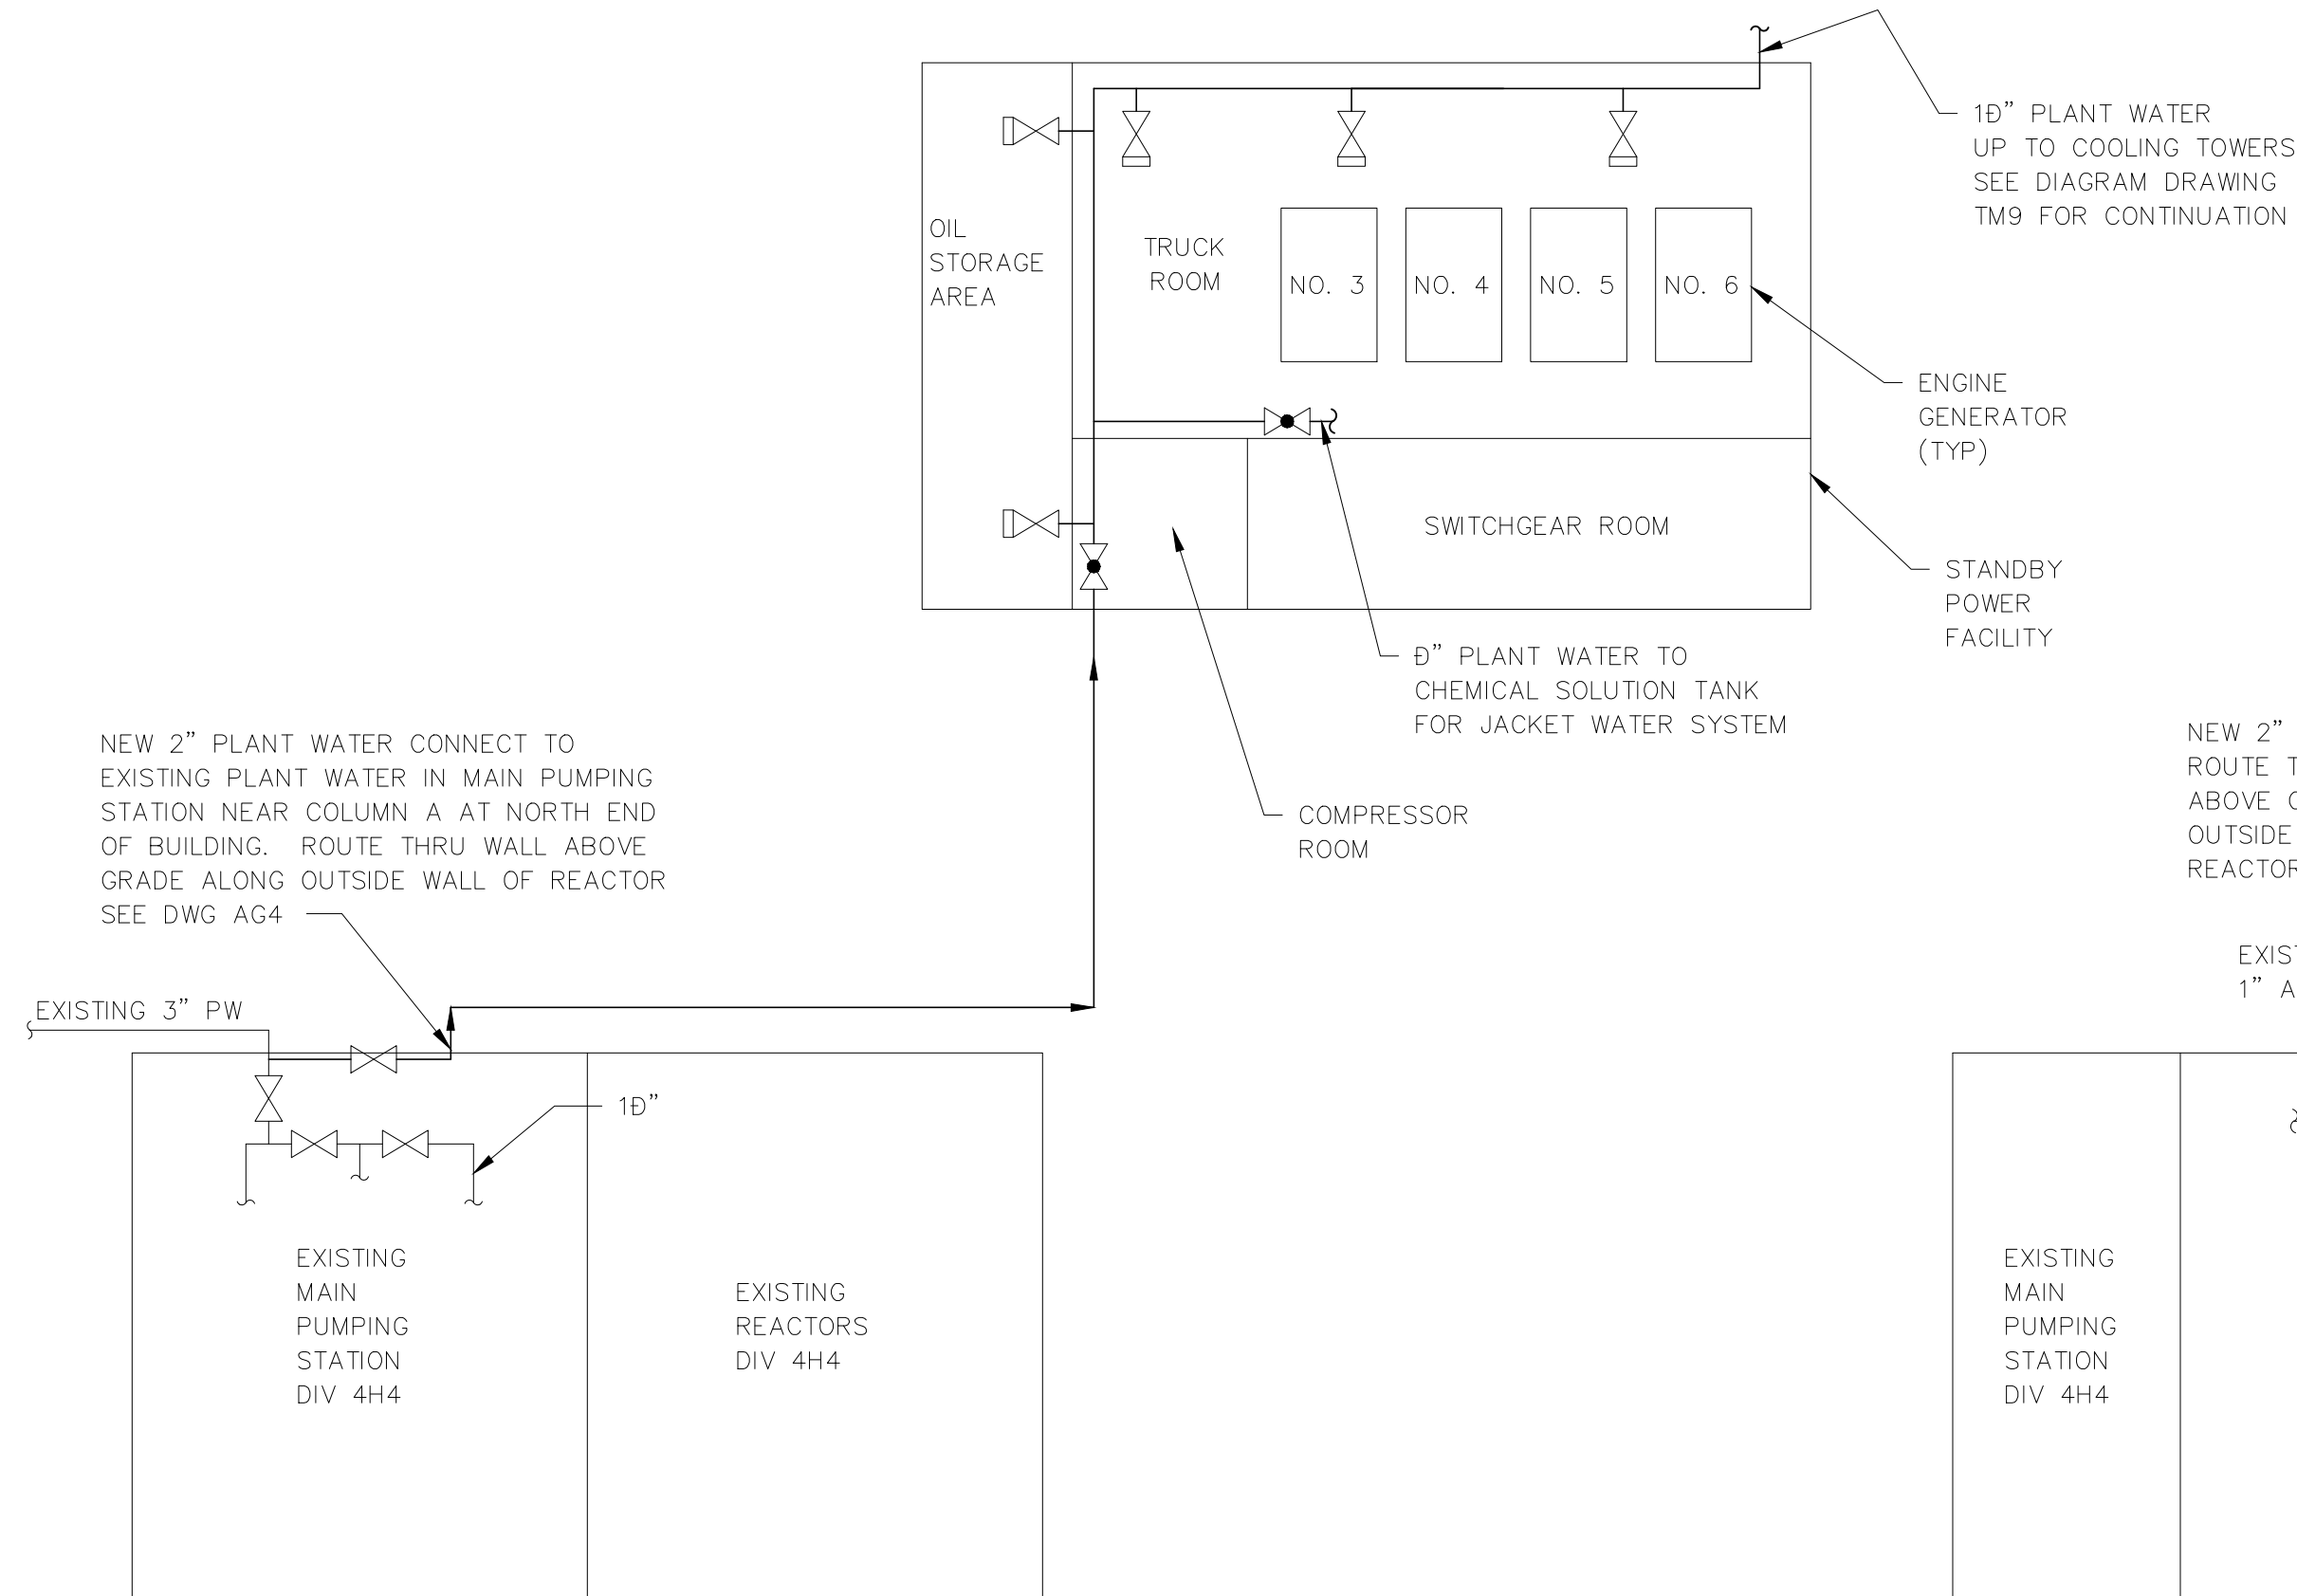 1Đ” PLANT WATER
UP TO COOLING TOWERS
SEE DIAGRAM DRAWING
TM9 FOR CONTINUATION
OIL
STORAGE
AREA
TRUCK
ROOM
NO. 3
NO. 4
NO. 5
NO. 6
ENGINE
GENERATOR
(TYP)
SWITCHGEAR ROOM
STANDBY
POWER
FACILITY
Đ” PLANT WATER TO
CHEMICAL SOLUTION TANK
FOR JACKET WATER SYSTEM
COMPRESSOR
ROOM
NEW 2” PLANT WATER CONNECT TO
EXISTING PLANT WATER IN MAIN PUMPING
STATION NEAR COLUMN A AT NORTH END
OF BUILDING. ROUTE THRU WALL ABOVE
GRADE ALONG OUTSIDE WALL OF REACTOR
SEE DWG AG4
NEW 2”
ROUTE
ABOVE
OUTSIDE
EXISTING 3” PW
1”
1Đ”
EXISTING
MAIN
PUMPING
STATION
DIV 4H4
EXISTING
REACTORS
DIV 4H4
EXISTING
MAIN
PUMPING
STATION
DIV 4H4